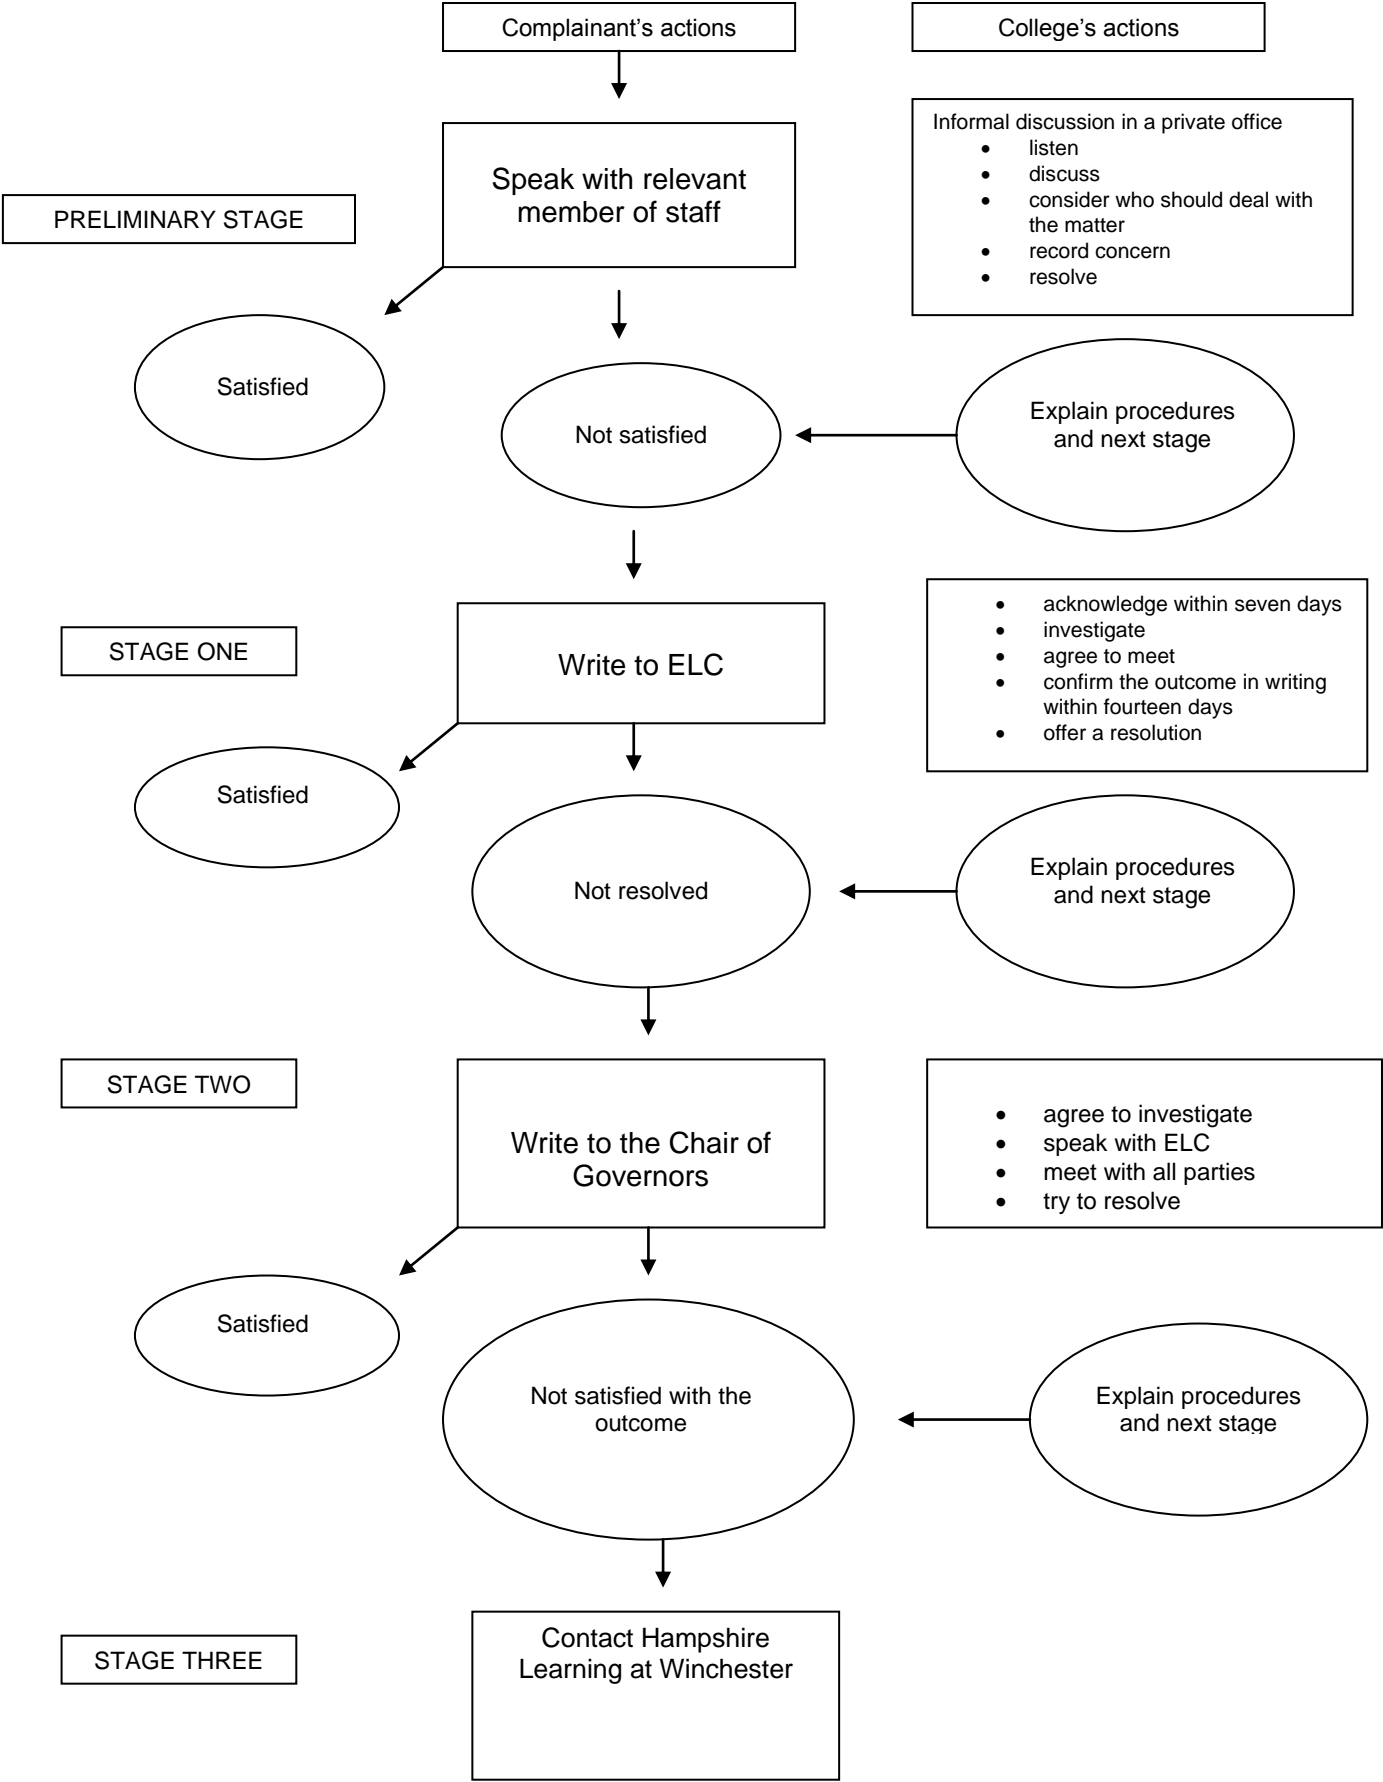 Complainant’s actions
College’s actions
PRELIMINARY STAGE
Speak with relevant
member of staff
Informal discussion in a private office
• listen
• discuss
• consider who should deal with
the matter
• record concern
• resolve
Satisfied
Not satisfied
Explain procedures
and next stage
STAGE ONE
Write to ELC
• acknowledge within seven days
• investigate
• agree to meet
• confirm the outcome in writing
within fourteen days
• offer a resolution
Satisfied
Not resolved
Explain procedures
and next stage
STAGE TWO
Write to the Chair of
Governors
• agree to investigate
• speak with ELC
• meet with all parties
• try to resolve
Satisfied
Not satisfied with the
outcome
Explain procedures
and next stage
STAGE THREE
Contact Hampshire
Learning at Winchester